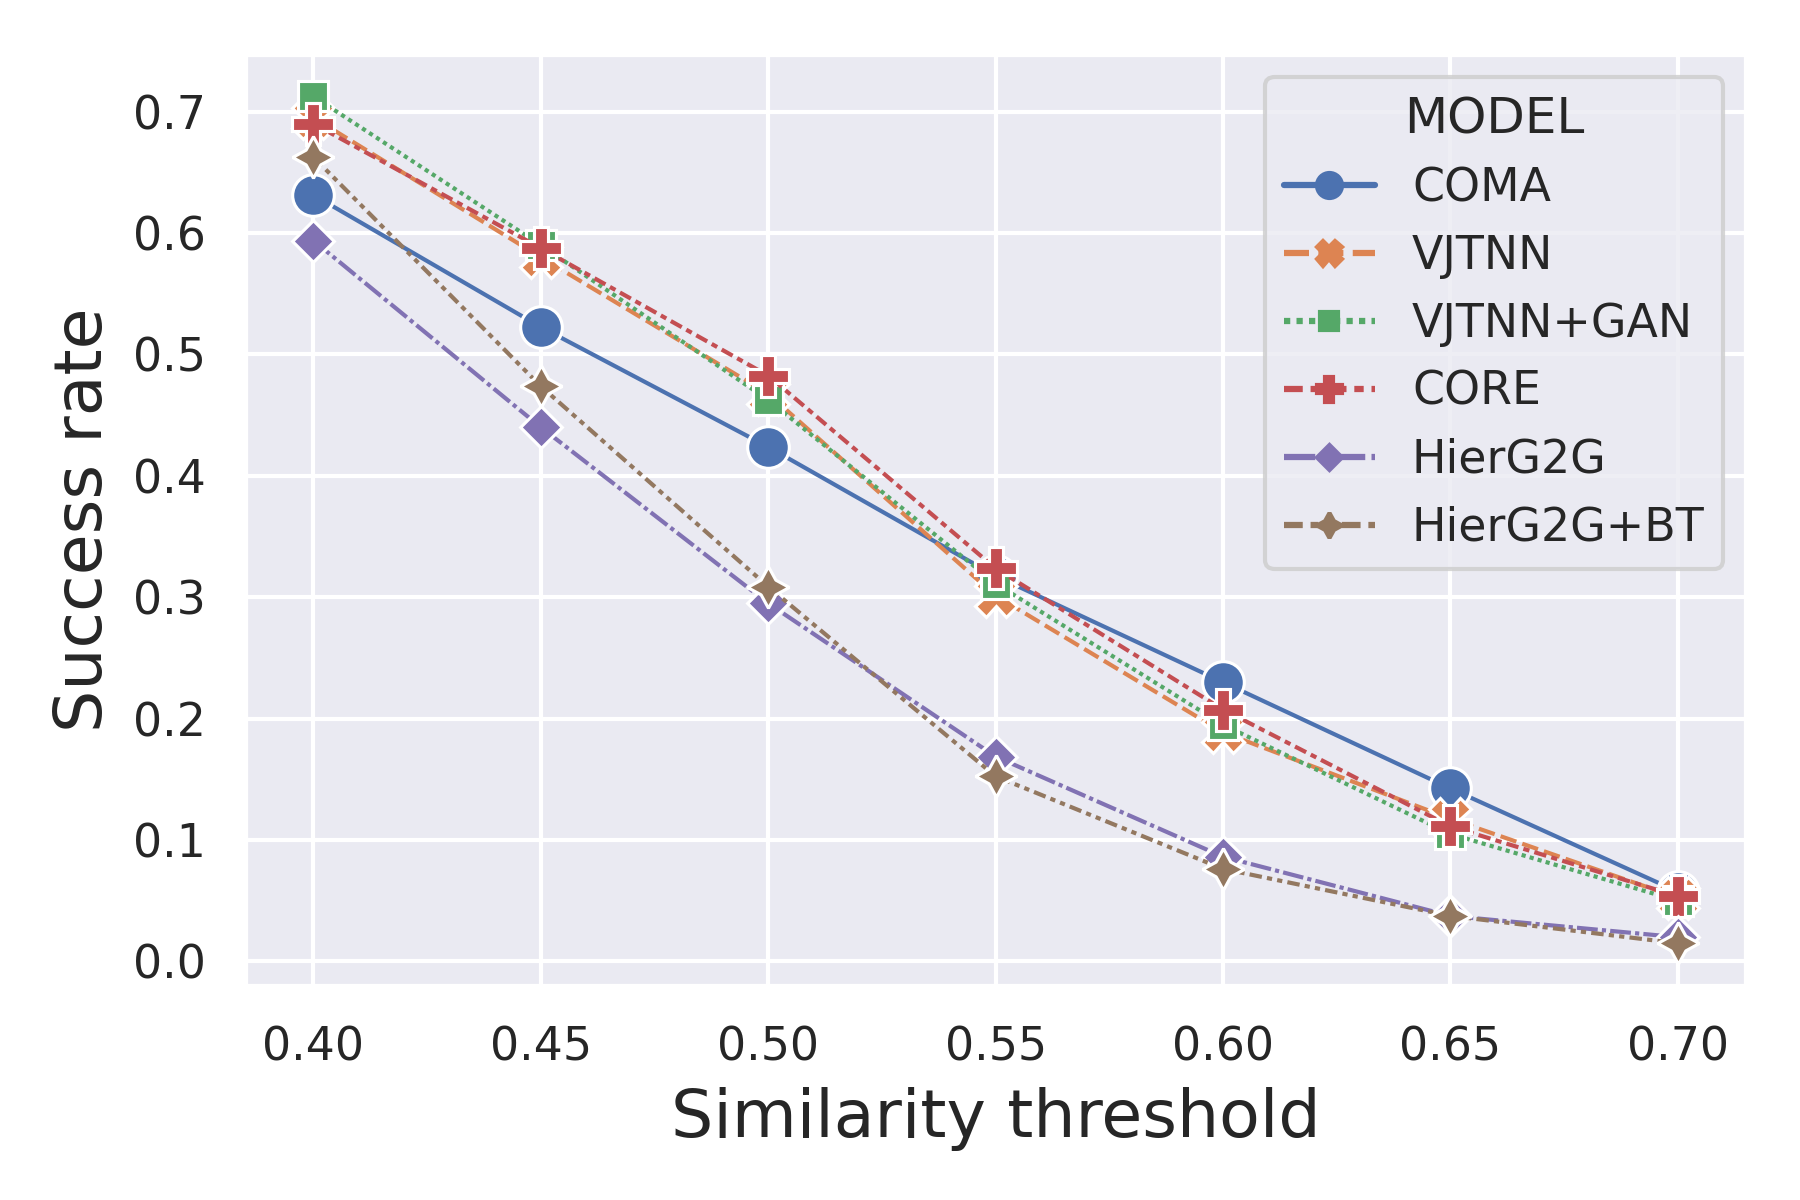 Success rate
0.7
0.6
0.5
0.4
0.3
0.2
0.1
0.0
0.40 0.45 0.50 0.55 0.60 0.65 0.70
Similarity threshold
MODEL
COMA
VJTNN
VJTNN+GAN
CORE
HierG2G
HierG2G+BT